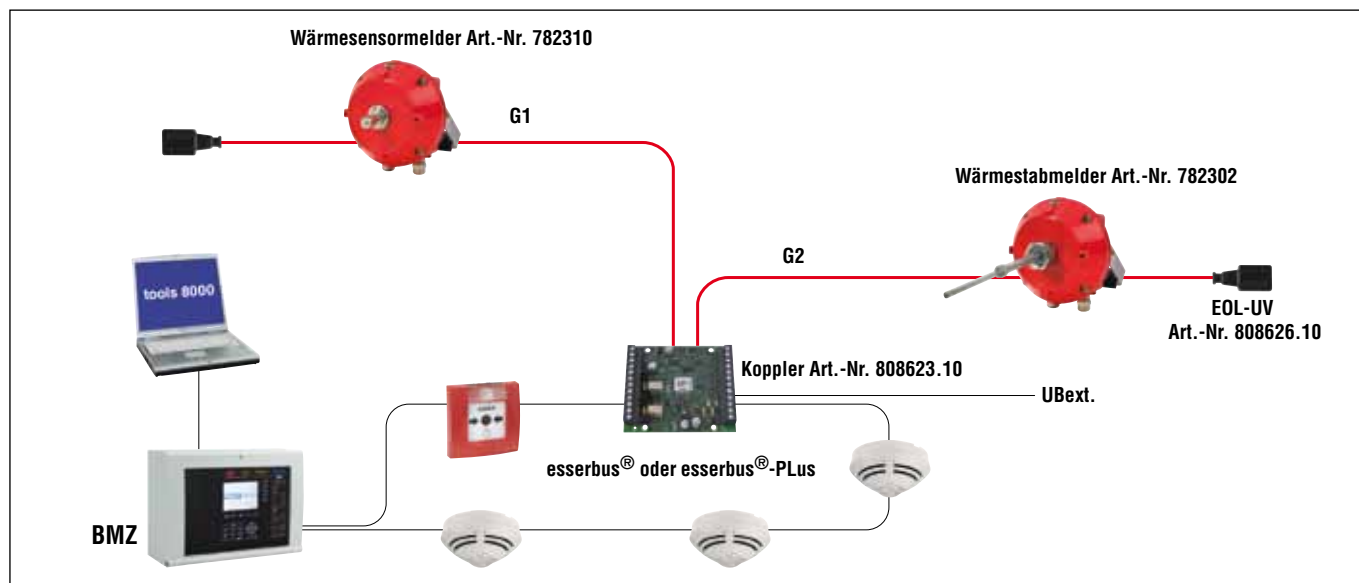 Wärmesensormelder Art.-Nr. 782310
G1
Wärmestabmelder Art.-Nr. 782302
G2
tools 8000
EOL-UV
Art.-Nr. 808626.10
Koppler Art.-Nr. 808623.10
UBext.
esserbus® oder esserbus®-PLus
BMZ